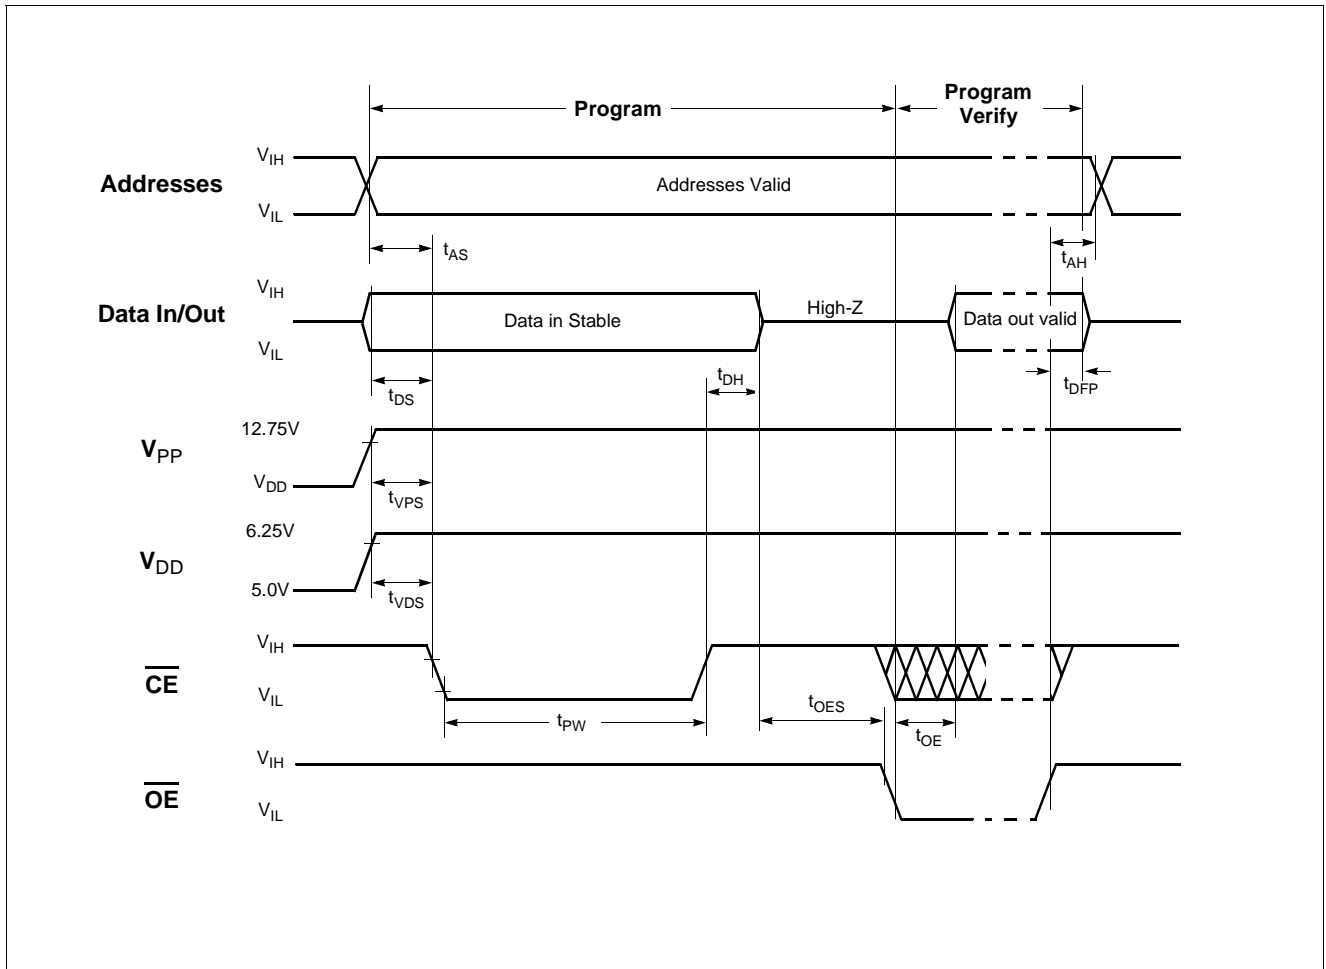 Program
Program
Verify
Addresses
VIH
VIL
Addresses Valid
tAS
tAH
Data In/Out
VIH
VIL
Data in Stable
High-Z
Data out valid
tDS
tDH
tDFP
VPP
12.75V
VDD
tVPS
VDD
6.25V
5.0V
tVDS
CE
VIH
VIL
tPW
tOES
tOE
OE
VIH
VIL